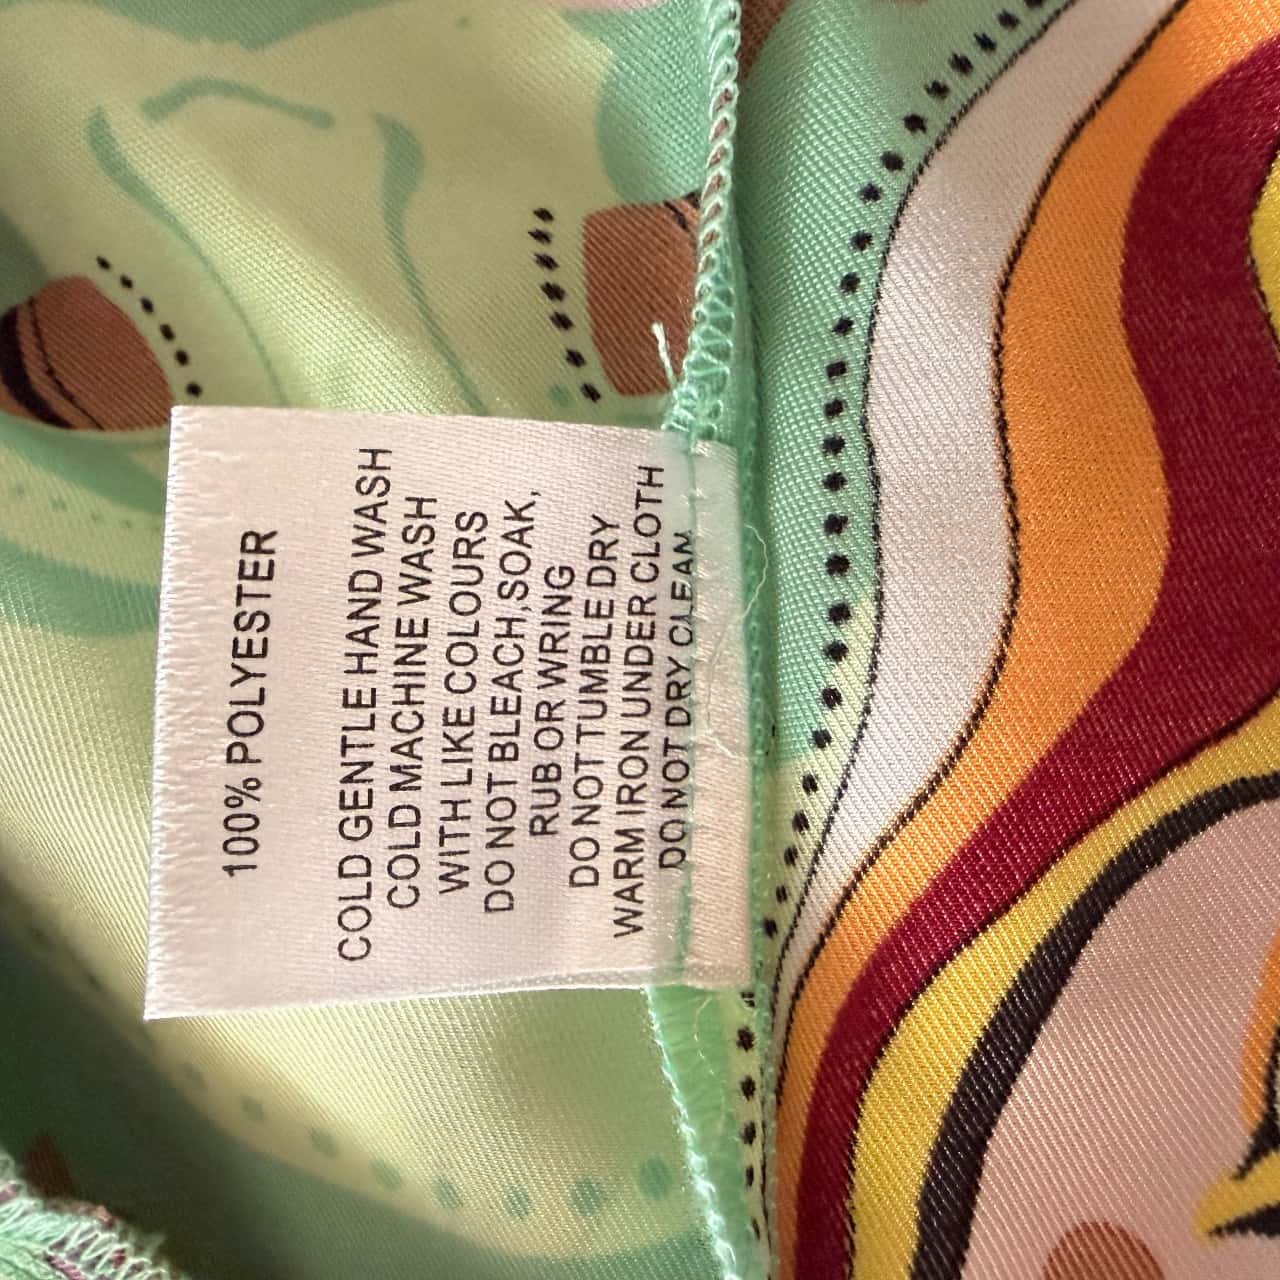 100% POLYESTER
COLD GENTLE HAND WASH
COLD MACHINE WASH
WITH LIKE COLOURS
DO NOT BLEACH,SOAK,
RUB OR WRING
DO NOT TUMBLE DRY
WARM IRON UNDER CLOTH
DO NOT DRY CLEAN